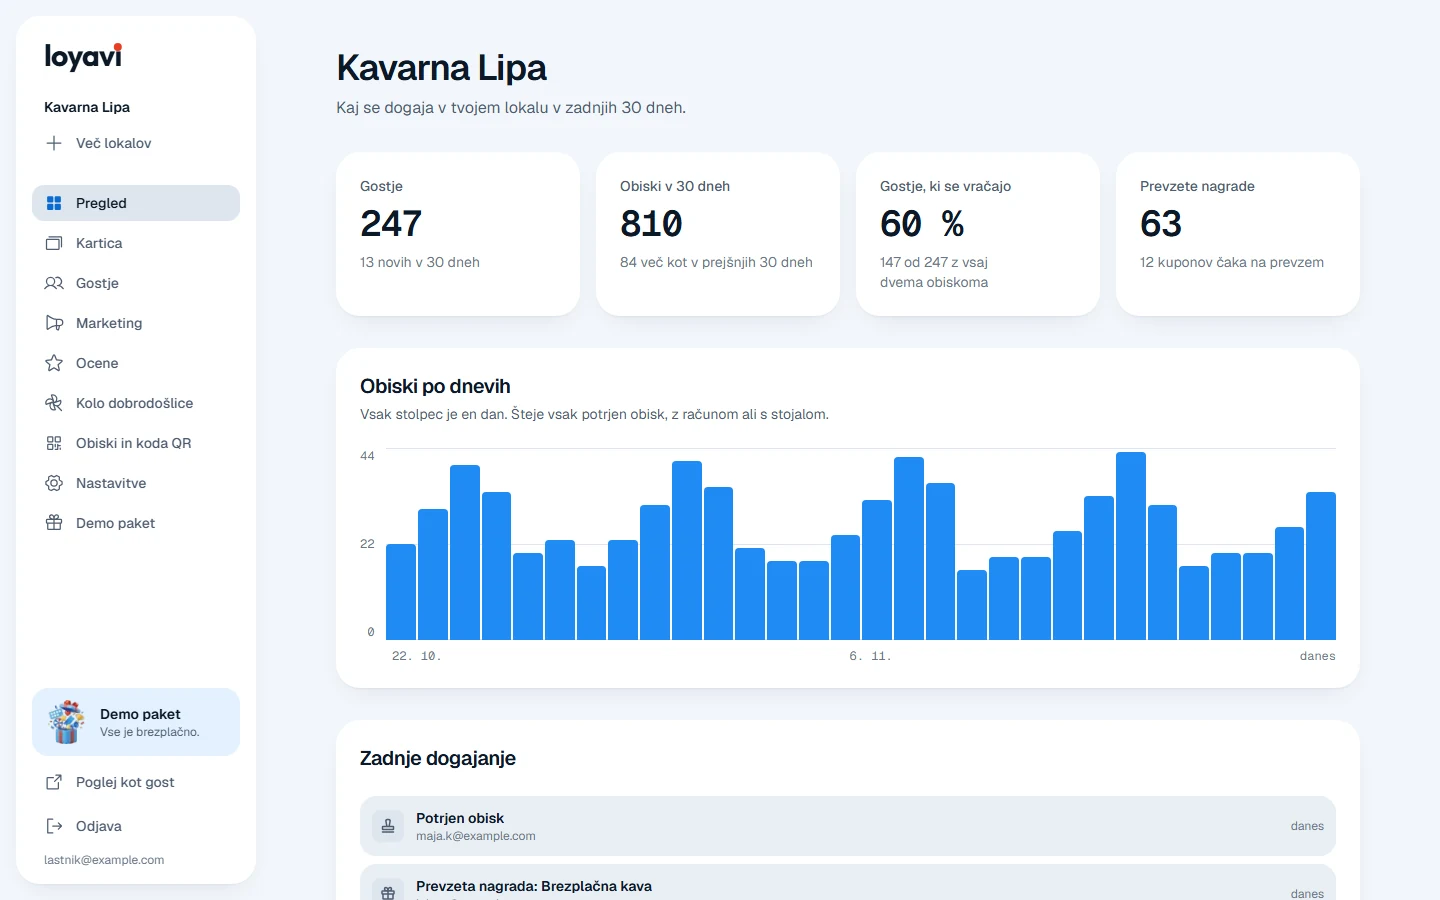 loyavi
Kavarna Lipa
Več lokalov
Pregled
Kartica
Gostje
Marketing
Ocene
Kolo dobrodošlice
Obiski in koda QR
Nastavitve
Demo paket
Demo paket
Vse je brezplačno.
Poglej kot gost
Odjava
lastnik@example.com
Kavarna Lipa
Kaj se dogaja v tvojem lokalu v zadnjih 30 dneh.
Gostje
247
13 novih v 30 dneh
Obiski v 30 dneh
810
84 več kot v prejšnjih 30 dneh
Gostje, ki se vračajo
60 %
147 od 247 z vsaj
dvema obiskoma
Prevzete nagrade
63
12 kuponov čaka na prevzem
Obiski po dnevih
Vsak stolpec je en dan. Šteje vsak potrjen obisk, z računom ali s stojalom.
44
22
0
22. 10.
6. 11.
danes
Zadnje dogajanje
Potrjen obisk
maja.k@example.com
danes
Prevzeta nagrada: Brezplačna kava
danes